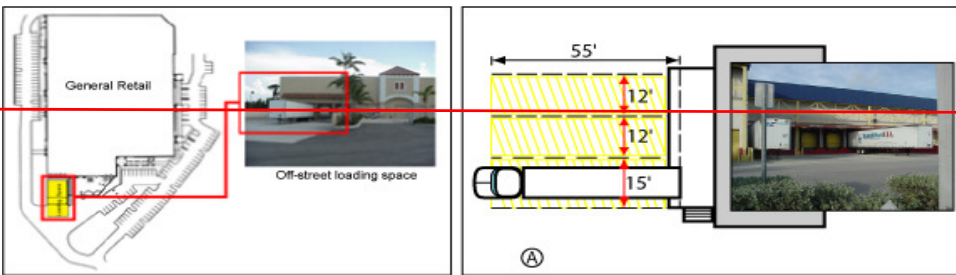 General Retail
Off-street loading space
55'
12'
12'
15'
A